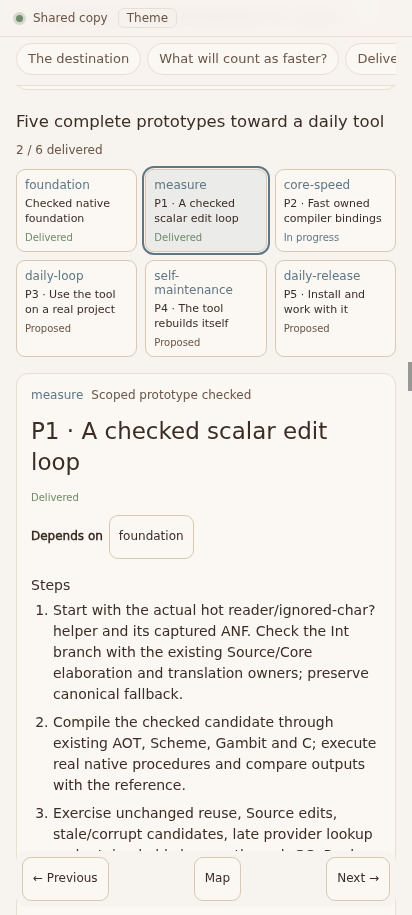 Shared copy
Theme
The destination
What will count as faster?
Delive
Five complete prototypes toward a daily tool
2 / 6 delivered
foundation
Checked native
foundation
Delivered
measure
P1 · A checked
scalar edit loop
Delivered
core-speed
P2 · Fast owned
compiler bindings
In progress
daily-loop
P3 · Use the tool
on a real project
Proposed
self-
maintenance
P4 · The tool
rebuilds itself
Proposed
daily-release
P5 · Install and
work with it
Proposed
measure Scoped prototype checked
P1 · A checked scalar edit
loop
Delivered
Depends on foundation
Steps
1. Start with the actual hot reader/ignored-char?
helper and its captured ANF. Check the Int
branch with the existing Source/Core
elaboration and translation owners; preserve
canonical fallback.
2. Compile the checked candidate through
existing AOT, Scheme, Gambit and C; execute
real native procedures and compare outputs
with the reference.
3. Exercise unchanged reuse, Source edits,
stale/corrupt candidates, late provider lookup
← Previous
Map
Next →